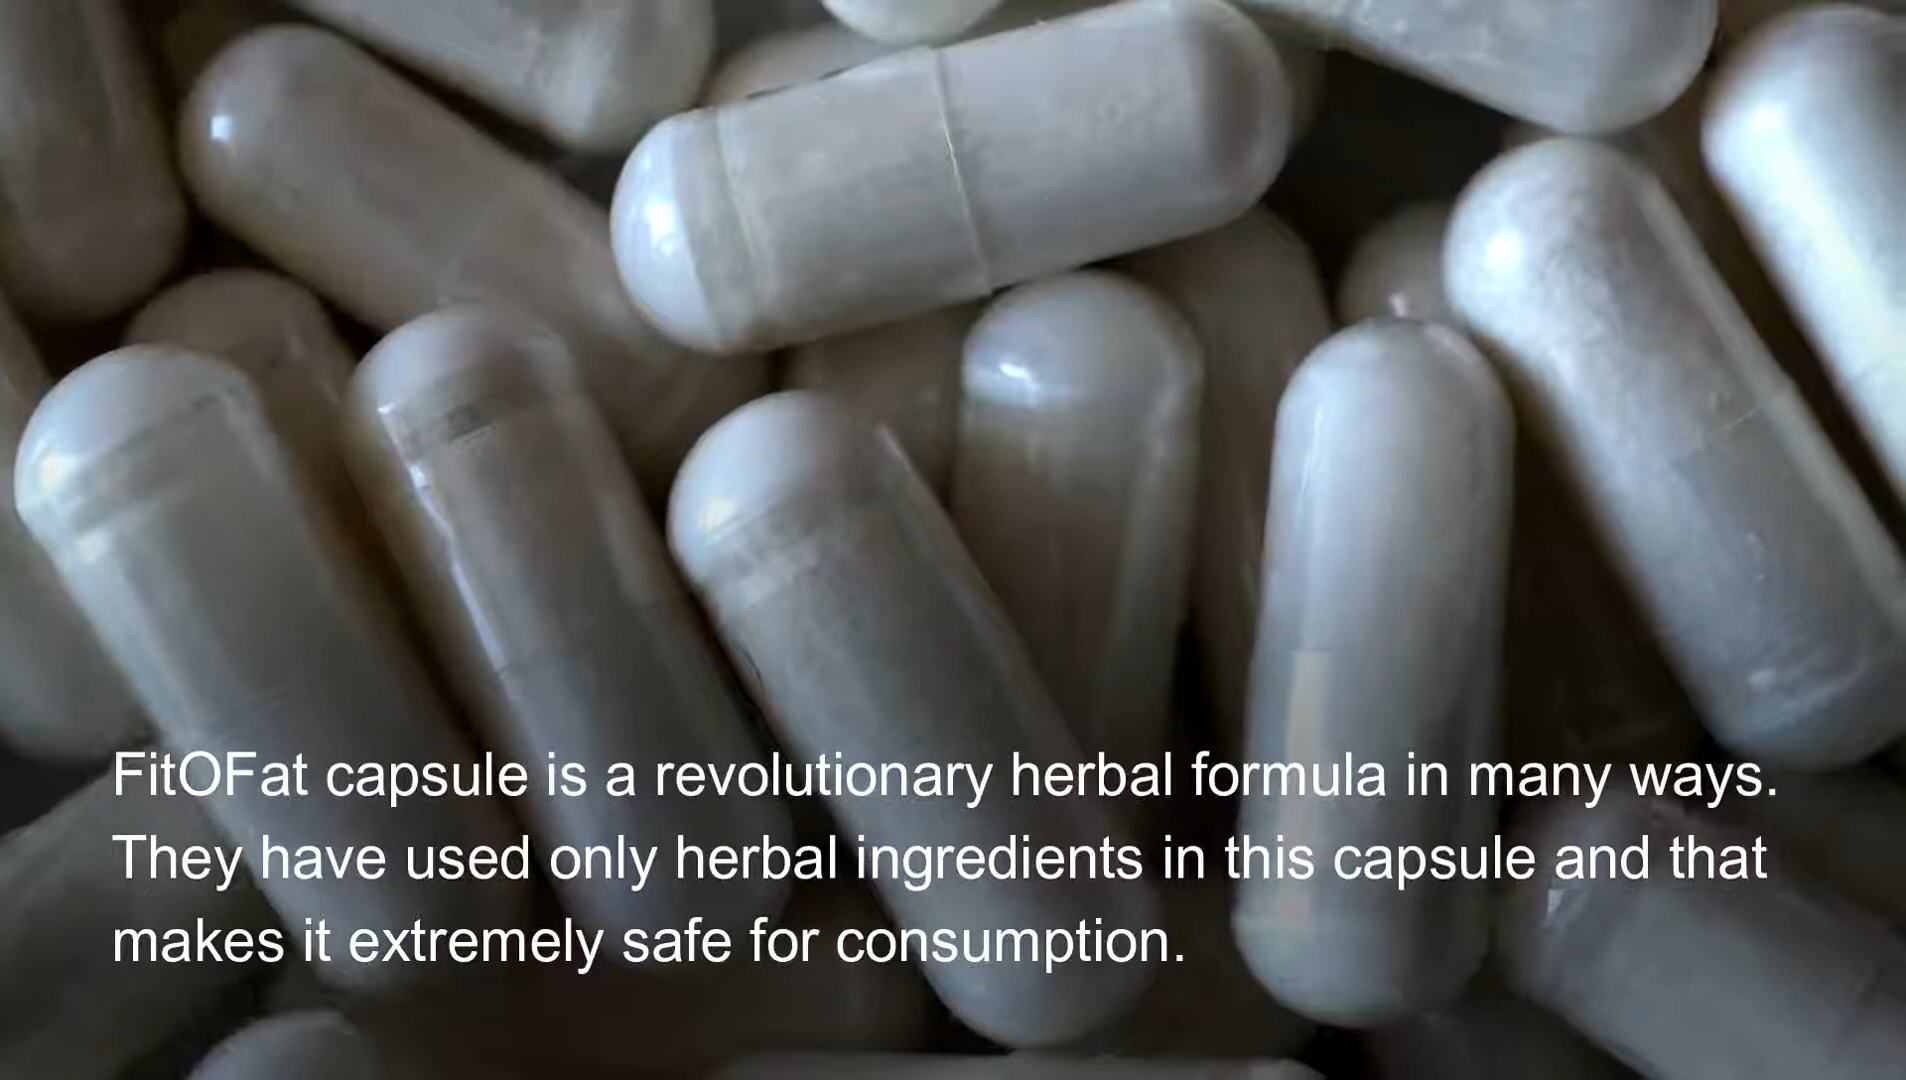 FitOFat capsule is a revolutionary herbal formula in many ways.
They have used only herbal ingredients in this capsule and that
makes it extremely safe for consumption.